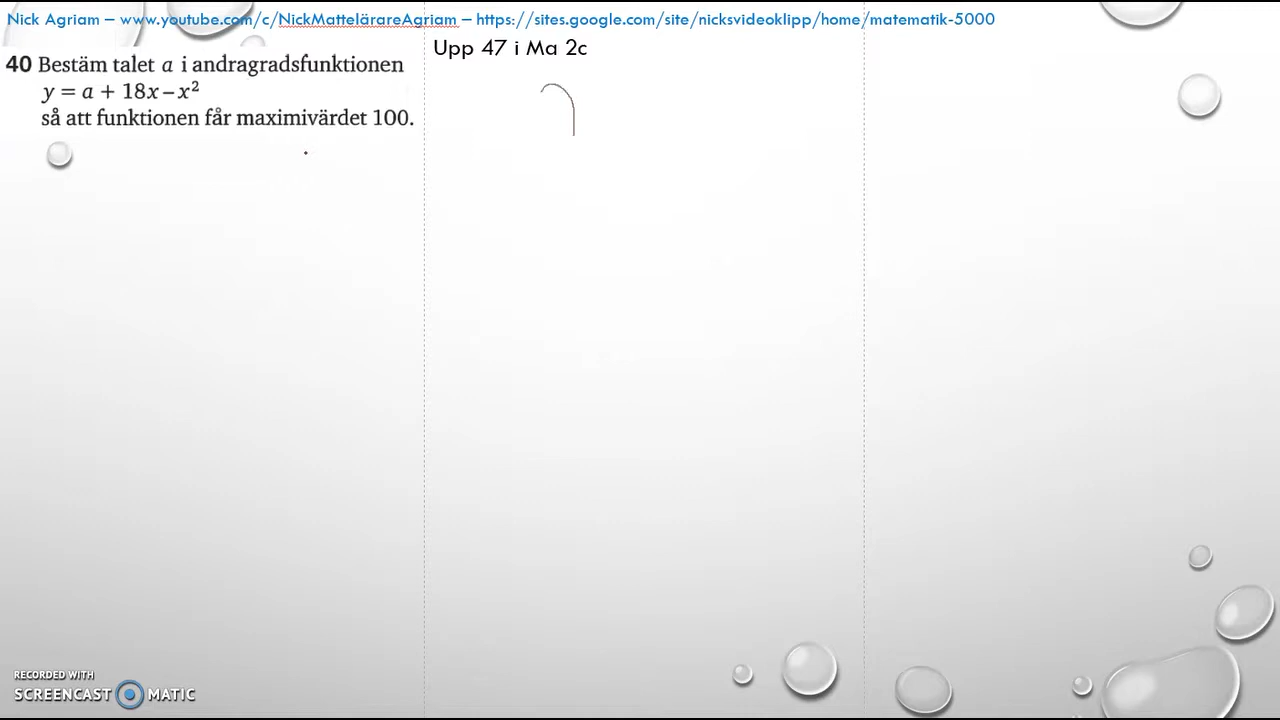 Nick Agriam – www.youtube.com/c/NickMattelärareAgriam – https://sites.google.com/site/nicksvideoklipp/home/matematik-5000
Upp 47 i Ma 2c
40 Bestäm talet a i andragradsfunktionen
y = a + 18x – x²
så att funktionen får maximivärdet 100.
RECORDED WITH
SCREENCAST MATIC